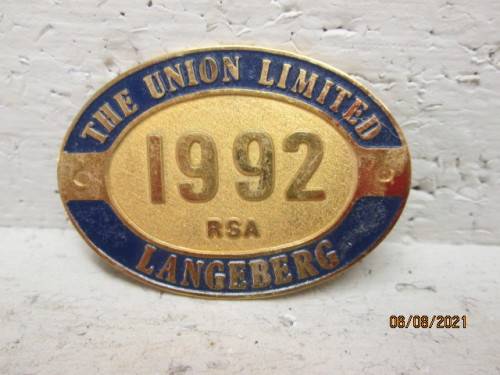 THE UNION LIMITED
1992
RSA
LANGEBERG
06/08/2021